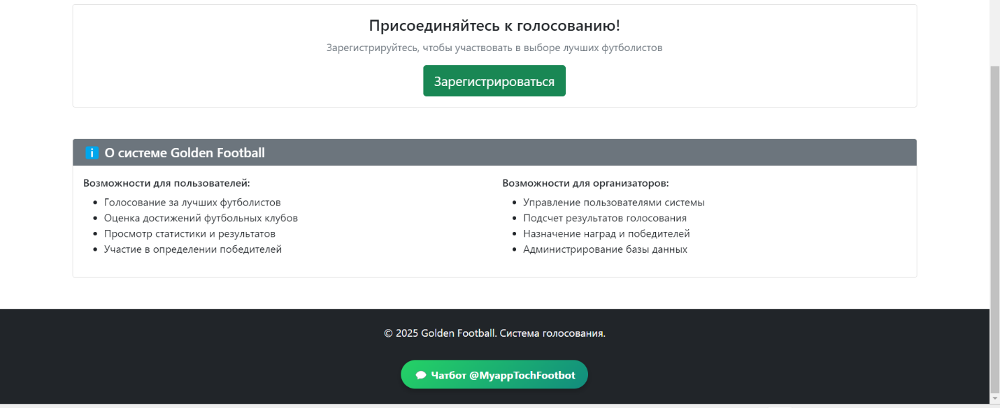 Присоединяйтесь к голосованию!
Зарегистрируйтесь, чтобы участвовать в выборе лучших футболистов
Зарегистрироваться
О системе Golden Football
Возможности для пользователей:
Голосование за лучших футболистов
Оценка достижений футбольных клубов
Просмотр статистики и результатов
Участие в определении победителей
Возможности для организаторов:
Управление пользователями системы
Подсчет результатов голосования
Назначение наград и победителей
Администрирование базы данных
© 2025 Golden Football. Система голосования.
Чатбот @MyappTochFootbot